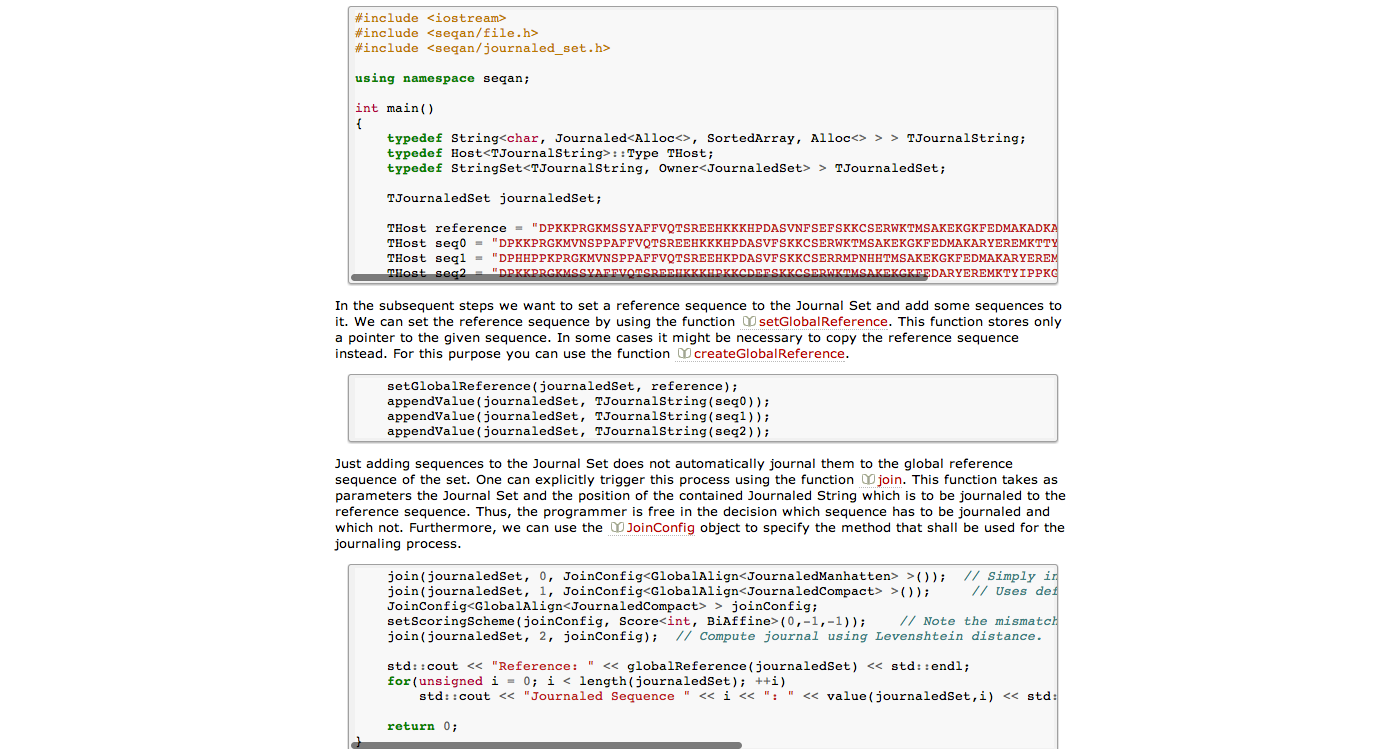 #include <iostream>
#include <seqan/file.h>
#include <seqan/journaled_set.h>
using namespace seqan;
int main()
{
    typedef String<char, Journaled<Alloc<>, SortedArray, Alloc<> > > TJournalString;
    typedef Host<TJournalString>::Type THost;
    typedef StringSet<TJournalString, Owner<JournaledSet> > TJournaledSet;
    TJournaledSet journaledSet;
    THost reference = "DPKKPRGKMSSYAFFVQTSREEHKKKHPDASVNFSEFSKKCSERWKTMSAKEKGKFEDMAKADKA
    THost seq0 = "DPKKPRGKMVNSPPAFFVQTSREEHKKKHPDASVFSKKCSERWKTMSAKEKGKFEDMAKARYEREMKTTY
    THost seq1 = "DPHHPPKPRGKMVNSPPAFFVQTSREEHKPDASVFSKKCSERRMPNHHTMSAKEKGKFEDMAKARYEREM
    THost seq2 = "DPKKPRGKMSSYAFFVQTSREEHKKKHPKKCDEFSKKCSERWKTMSAKEKGKFEDARYEREMKTYIPPKG
In the subsequent steps we want to set a reference sequence to the Journal Set and add some sequences to
it. We can set the reference sequence by using the function setGlobalReference. This function stores only
a pointer to the given sequence. In some cases it might be necessary to copy the reference sequence
instead. For this purpose you can use the function createGlobalReference.
    setGlobalReference(journaledSet, reference);
    appendValue(journaledSet, TJournalString(seq0));
    appendValue(journaledSet, TJournalString(seq1));
    appendValue(journaledSet, TJournalString(seq2));
Just adding sequences to the Journal Set does not automatically journal them to the global reference
sequence of the set. One can explicitly trigger this process using the function join. This function takes as
parameters the Journal Set and the position of the contained Journaled String which is to be journaled to the
reference sequence. Thus, the programmer is free in the decision which sequence has to be journaled and
which not. Furthermore, we can use the JoinConfig object to specify the method that shall be used for the
journaling process.
    join(journaledSet, 0, JoinConfig<GlobalAlign<JournaledManhatten> >());  // Simply in
    join(journaledSet, 1, JoinConfig<GlobalAlign<JournaledCompact> >());     // Uses def
    JoinConfig<GlobalAlign<JournaledCompact> > joinConfig;
    setScoringScheme(joinConfig, Score<int, BiAffine>(0,-1,-1));    // Note the mismatch
    join(journaledSet, 2, joinConfig);  // Compute journal using Levenshtein distance.
    std::cout << "Reference: " << globalReference(journaledSet) << std::endl;
    for(unsigned i = 0; i < length(journaledSet); ++i)
        std::cout << "Journaled Sequence " << i << ": " << value(journaledSet,i) << std:
    return 0;
}